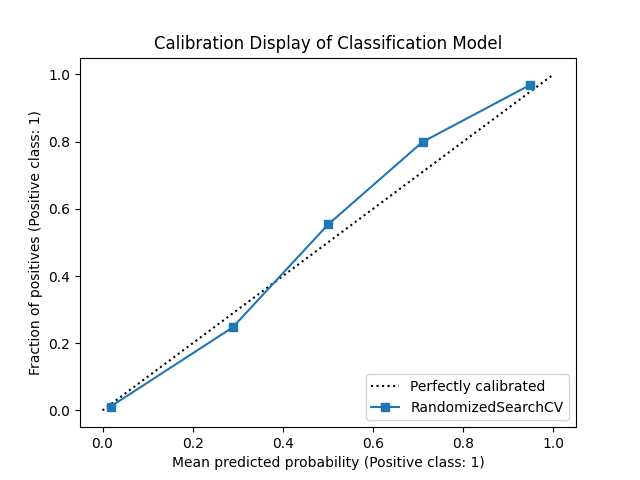 Calibration Display of Classification Model
1.0
0.8
0.6
0.4
0.2
0.0
Fraction of positives (Positive class: 1)
Perfectly calibrated
RandomizedSearchCV
0.0 0.2 0.4 0.6 0.8 1.0
Mean predicted probability (Positive class: 1)